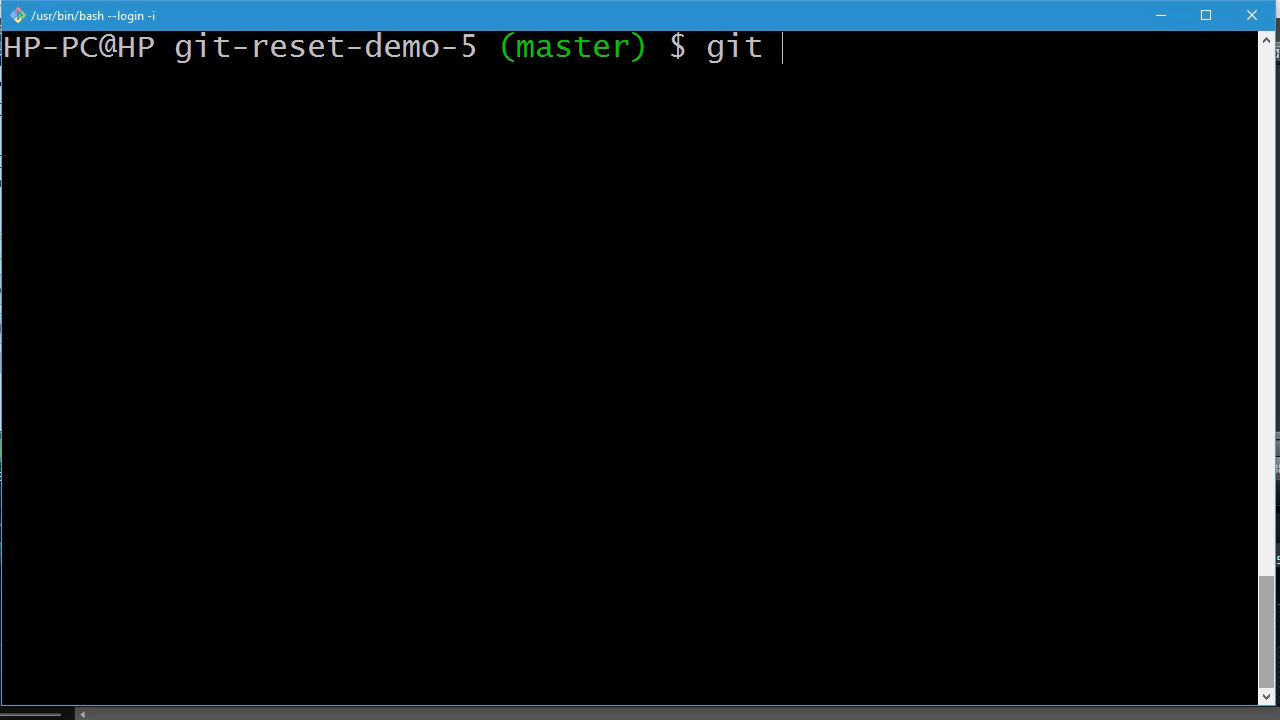 /usr/bin/bash --login -i
HP-PC@HP git-reset-demo-5 (master) $ git